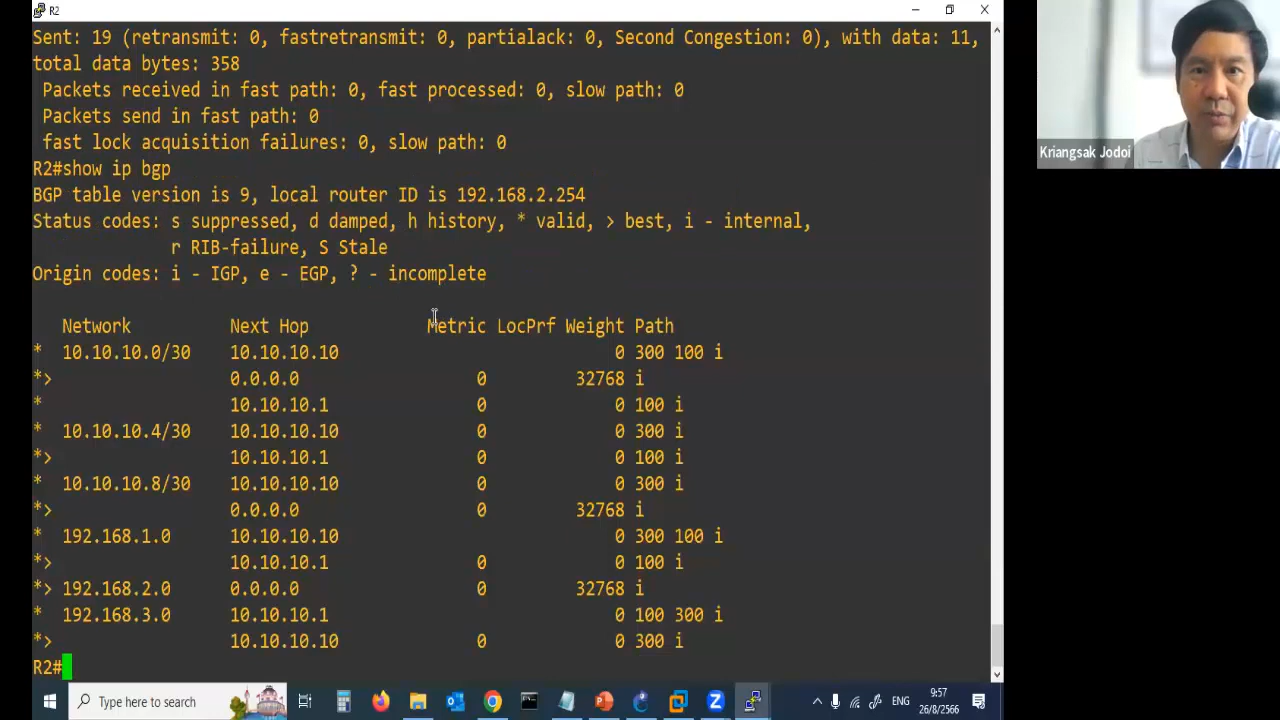 R2
Sent: 19 (retransmit: 0, fastretransmit: 0, partialack: 0, Second Congestion: 0), with data: 11,
total data bytes: 358
Packets received in fast path: 0, fast processed: 0, slow path: 0
Packets send in fast path: 0
fast lock acquisition failures: 0, slow path: 0
R2#show ip bgp
BGP table version is 9, local router ID is 192.168.2.254
Status codes: s suppressed, d damped, h history, * valid, > best, i - internal,
r RIB-failure, S Stale
Origin codes: i - IGP, e - EGP, ? - incomplete
Network Next Hop Metric LocPrf Weight Path
* 10.10.10.0/30 10.10.10.10 0 300 100 i
*> 0.0.0.0 0 32768 i
* 10.10.10.1 0 0 100 i
* 10.10.10.4/30 10.10.10.10 0 0 300 i
*> 10.10.10.1 0 0 100 i
* 10.10.10.8/30 10.10.10.10 0 0 300 i
*> 0.0.0.0 0 32768 i
* 192.168.1.0 10.10.10.10 0 300 100 i
*> 10.10.10.1 0 0 100 i
*> 192.168.2.0 0.0.0.0 0 32768 i
* 192.168.3.0 10.10.10.1 0 100 300 i
*> 10.10.10.10 0 0 300 i
R2#
Kriangsak Jodoi
Type here to search
ENG
9:57
26/8/2566